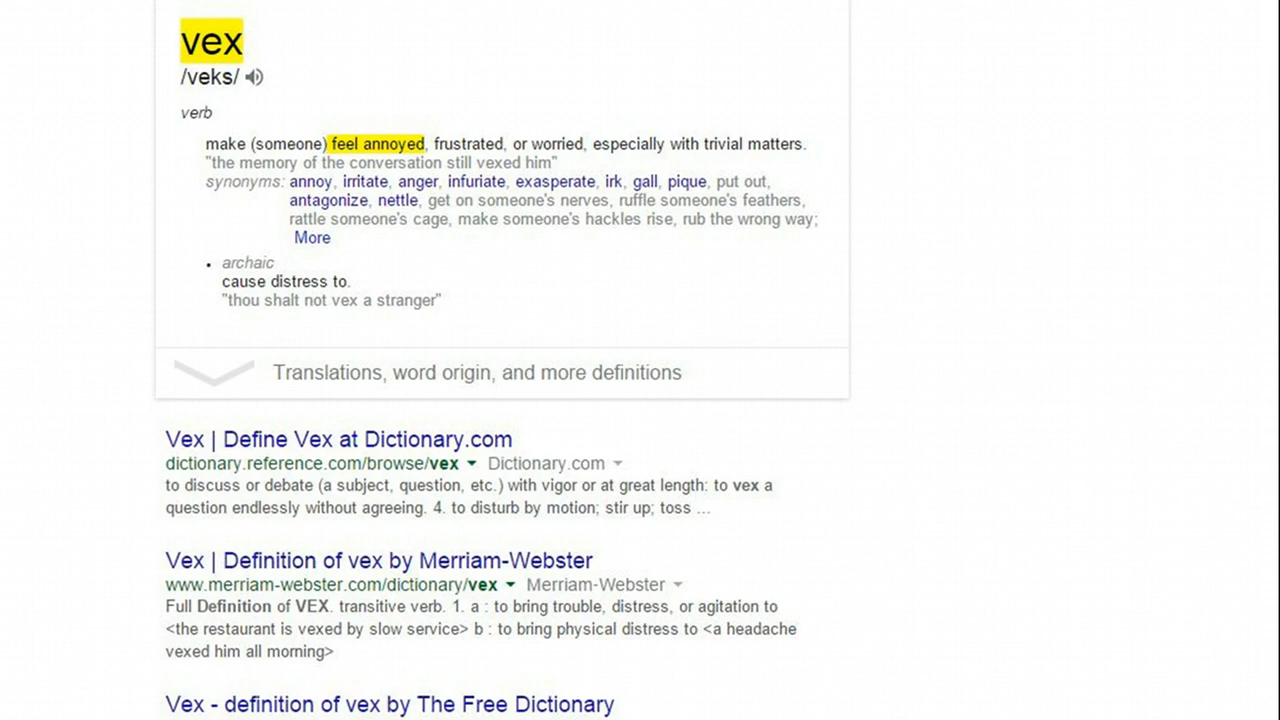 vex
/veks/
verb
make (someone) feel annoyed, frustrated, or worried, especially with trivial matters.
"the memory of the conversation still vexed him"
synonyms: annoy, irritate, anger, infuriate, exasperate, irk, gall, pique, put out,
antagonize, nettle, get on someone's nerves, ruffle someone's feathers,
rattle someone's cage, make someone's hackles rise, rub the wrong way;
More
• archaic
cause distress to.
"thou shalt not vex a stranger"
Translations, word origin, and more definitions
Vex | Define Vex at Dictionary.com
dictionary.reference.com/browse/vex Dictionary.com
to discuss or debate (a subject, question, etc.) with vigor or at great length: to vex a
question endlessly without agreeing. 4. to disturb by motion; stir up; toss ...
Vex | Definition of vex by Merriam-Webster
www.merriam-webster.com/dictionary/vex Merriam-Webster
Full Definition of VEX. transitive verb. 1. a : to bring trouble, distress, or agitation to
<the restaurant is vexed by slow service> b : to bring physical distress to <a headache
vexed him all morning>
Vex - definition of vex by The Free Dictionary